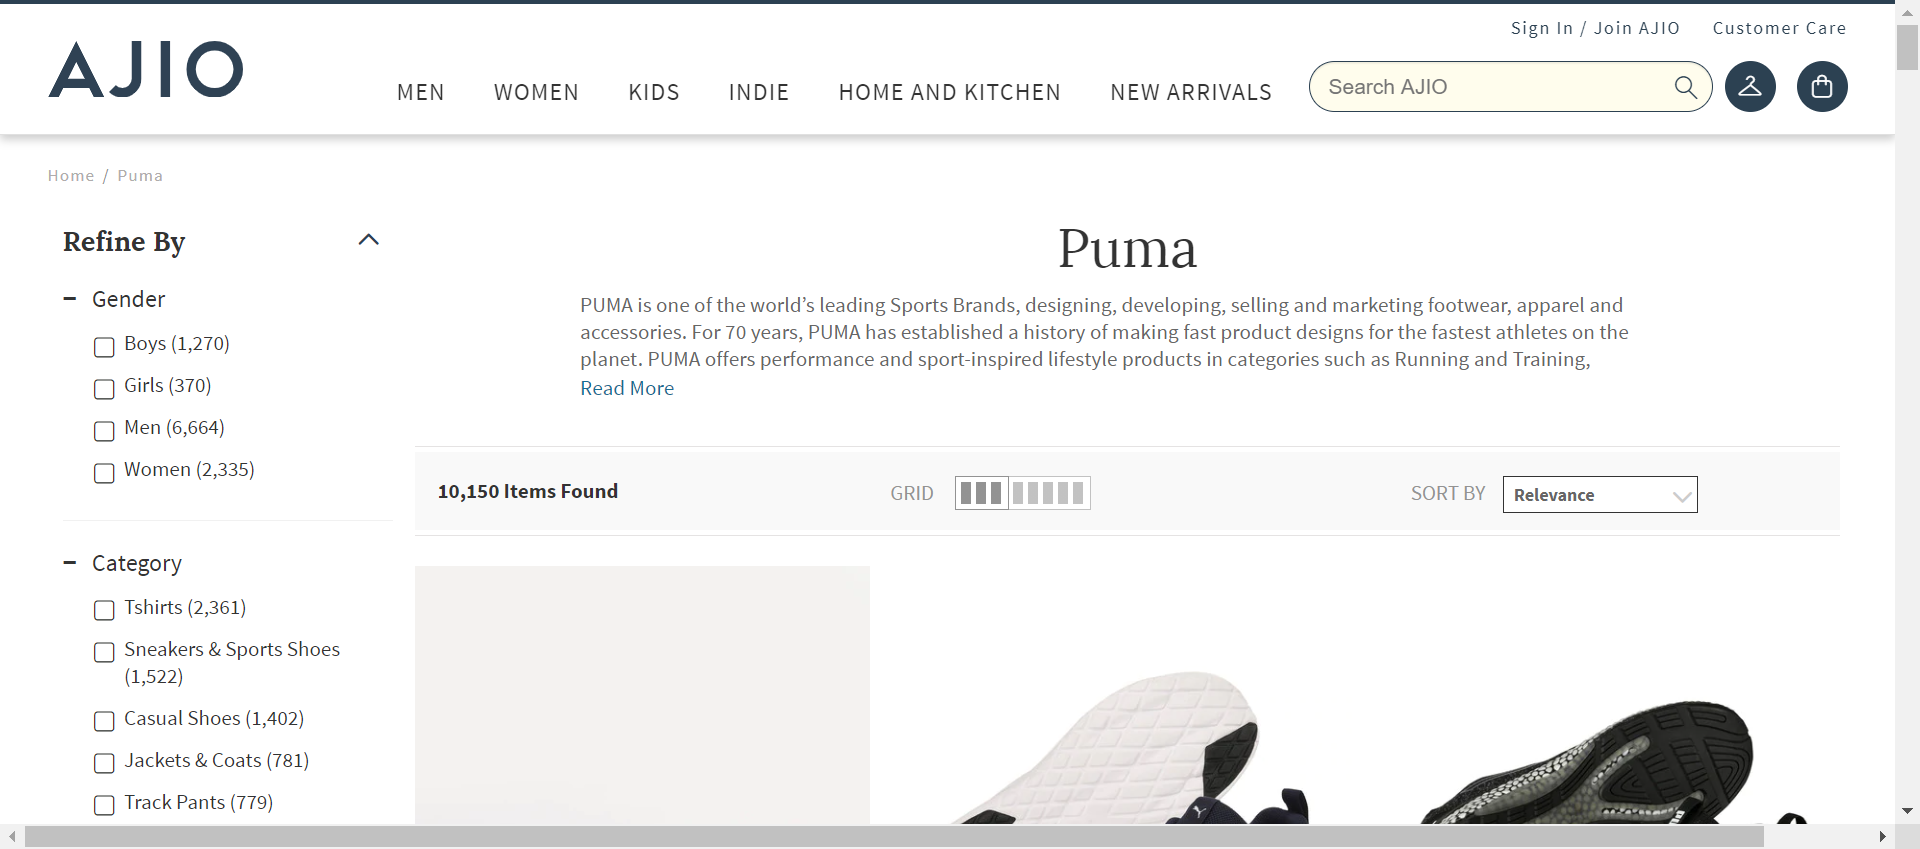 Sign In / Join AJIO
Customer Care
AJIO
MEN
WOMEN
KIDS
INDIE
HOME AND KITCHEN
NEW ARRIVALS
Search AJIO
Home / Puma
Refine By
Gender
Boys (1,270)
Girls (370)
Men (6,664)
Women (2,335)
Category
Tshirts (2,361)
Sneakers & Sports Shoes
(1,522)
Casual Shoes (1,402)
Jackets & Coats (781)
Track Pants (779)
Puma
PUMA is one of the world’s leading Sports Brands, designing, developing, selling and marketing footwear, apparel and
accessories. For 70 years, PUMA has established a history of making fast product designs for the fastest athletes on the
planet. PUMA offers performance and sport-inspired lifestyle products in categories such as Running and Training,
Read More
10,150 Items Found
GRID
SORT BY
Relevance